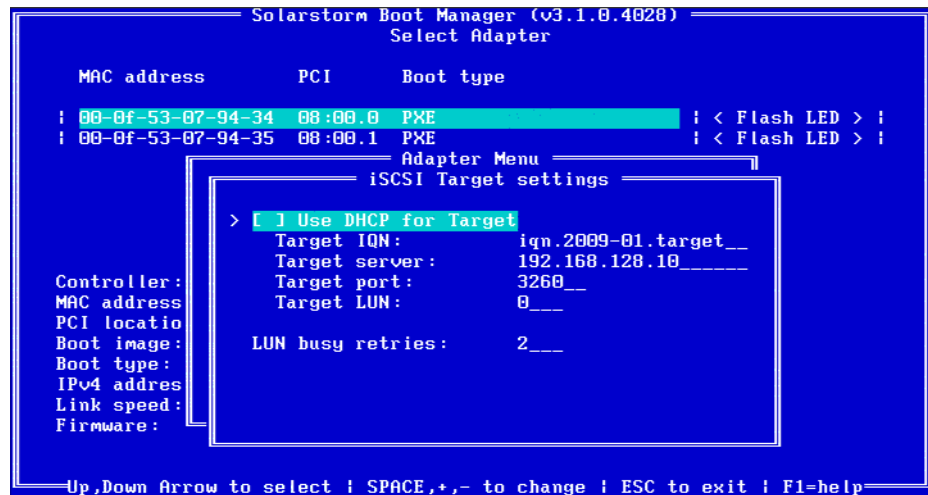 Solarstorm Boot Manager (v3.1.0.4028)
Select Adapter
MAC address PCI Boot type
¦ 00-0f-53-07-94-34 08:00.0 PXE ¦ < Flash LED > ¦
¦ 00-0f-53-07-94-35 08:00.1 PXE ¦ < Flash LED > ¦
Adapter Menu
iSCSI Target settings
> [ ] Use DHCP for Target
Target IQN: iqn.2009-01.target__
Target server: 192.168.128.10______
Controller: Target port: 3260__
MAC address Target LUN: 0___
PCI locatio
Boot image: LUN busy retries: 2___
Boot type:
IPv4 addres
Link speed:
Firmware:
Up,Down Arrow to select ¦ SPACE,+,- to change ¦ ESC to exit ¦ F1=help